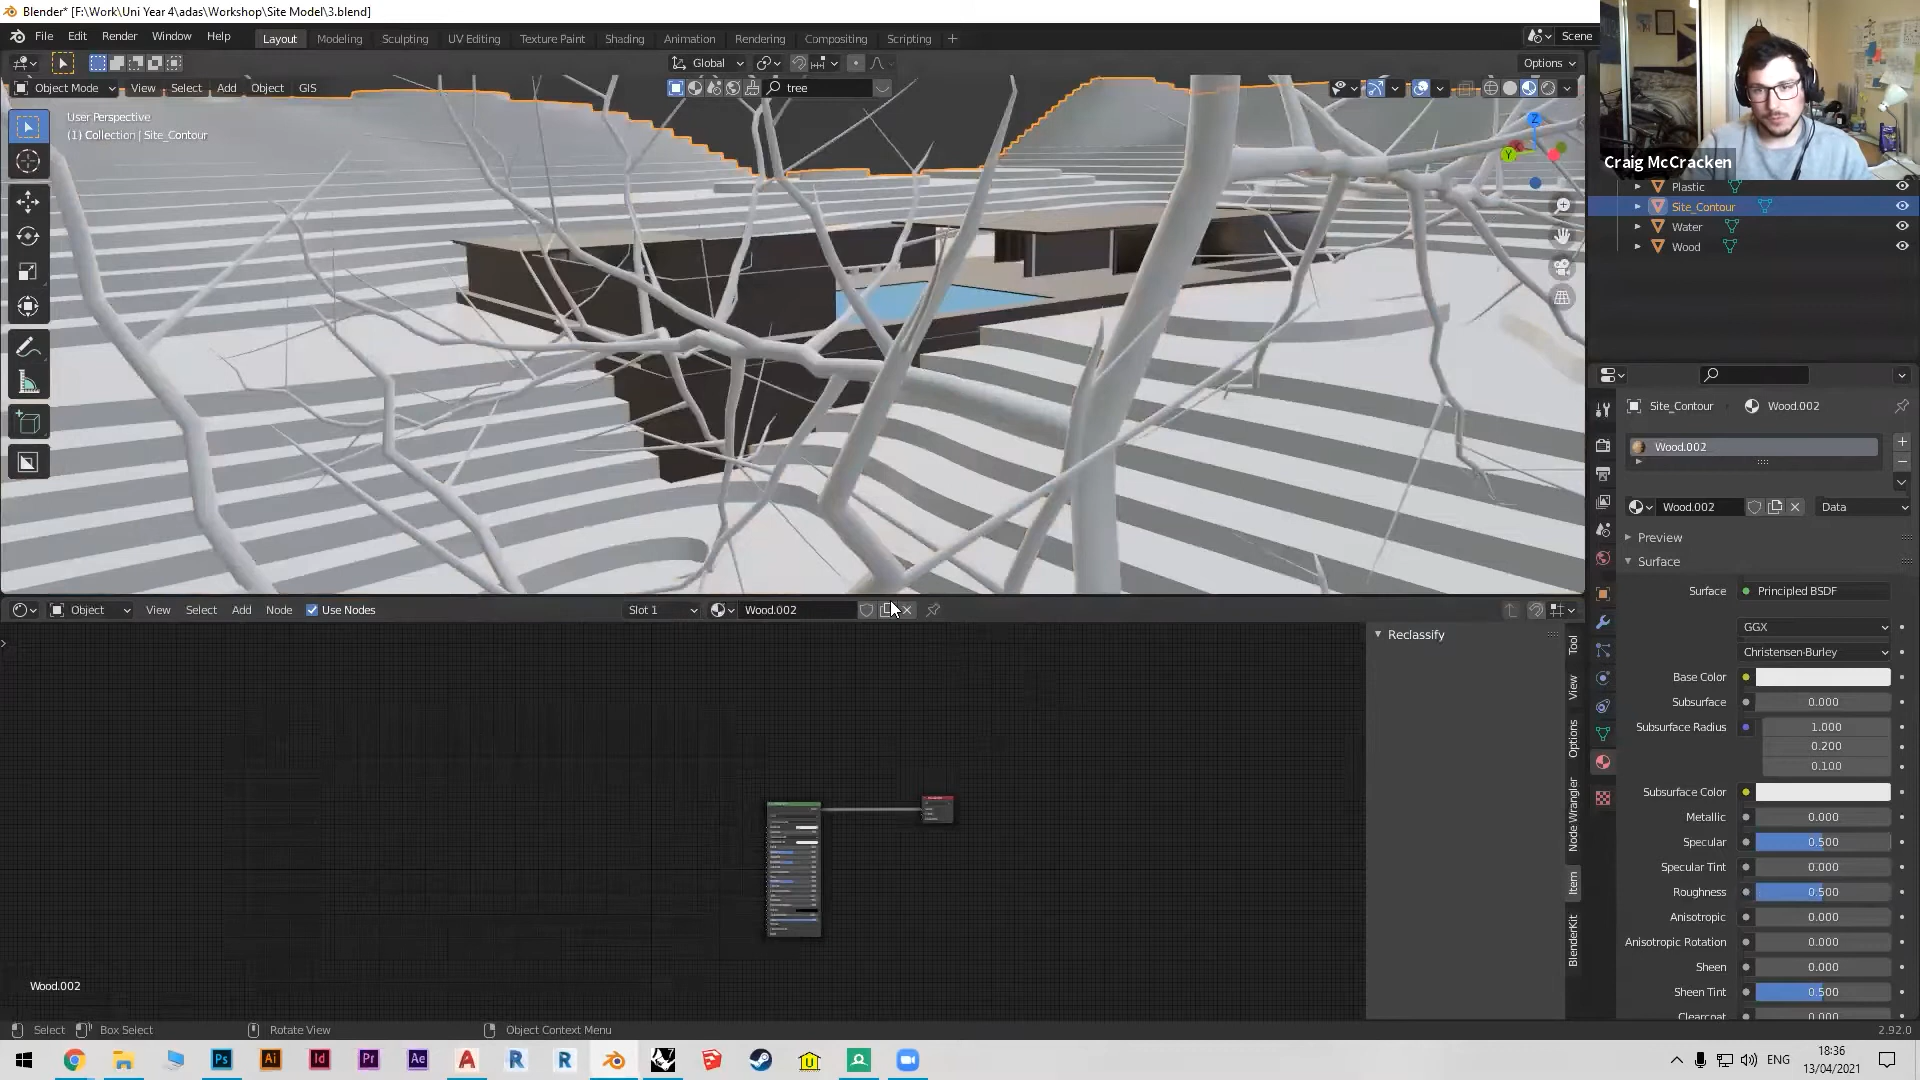 Blender* [F:\Work\Uni Year 4\adas\Workshop\Site Model\3.blend]
File Edit Render Window Help Layout Modeling Sculpting UV Editing Texture Paint Shading Animation Rendering Compositing Scripting Scene
Global Options
Object Mode View Select Add Object GIS tree
User Perspective
(1) Collection | Site_Contour
Z
Y
Craig McCracken
Plastic
Site_Contour
Water
Wood
Site_Contour Wood.002
Wood.002
Wood.002 Data
Preview
Surface
Surface Principled BSDF
GGX
Christensen-Burley
Base Color
Subsurface 0.000
Subsurface Radius 1.000
0.200
0.100
Subsurface Color
Metallic 0.000
Specular 0.500
Specular Tint 0.000
Roughness 0.500
Anisotropic 0.000
Anisotropic Rotation 0.000
Sheen 0.000
Sheen Tint 0.500
Clearcoat 0.000
Object View Select Add Node Use Nodes Slot 1 Wood.002
Reclassify
Tool
View
Options
Node Wrangler
Item
BlenderKit
Wood.002
Select Box Select Rotate View Object Context Menu 2.92.0
Ps Ai Id Pr Ae A R R U ENG 18:36
13/04/2021